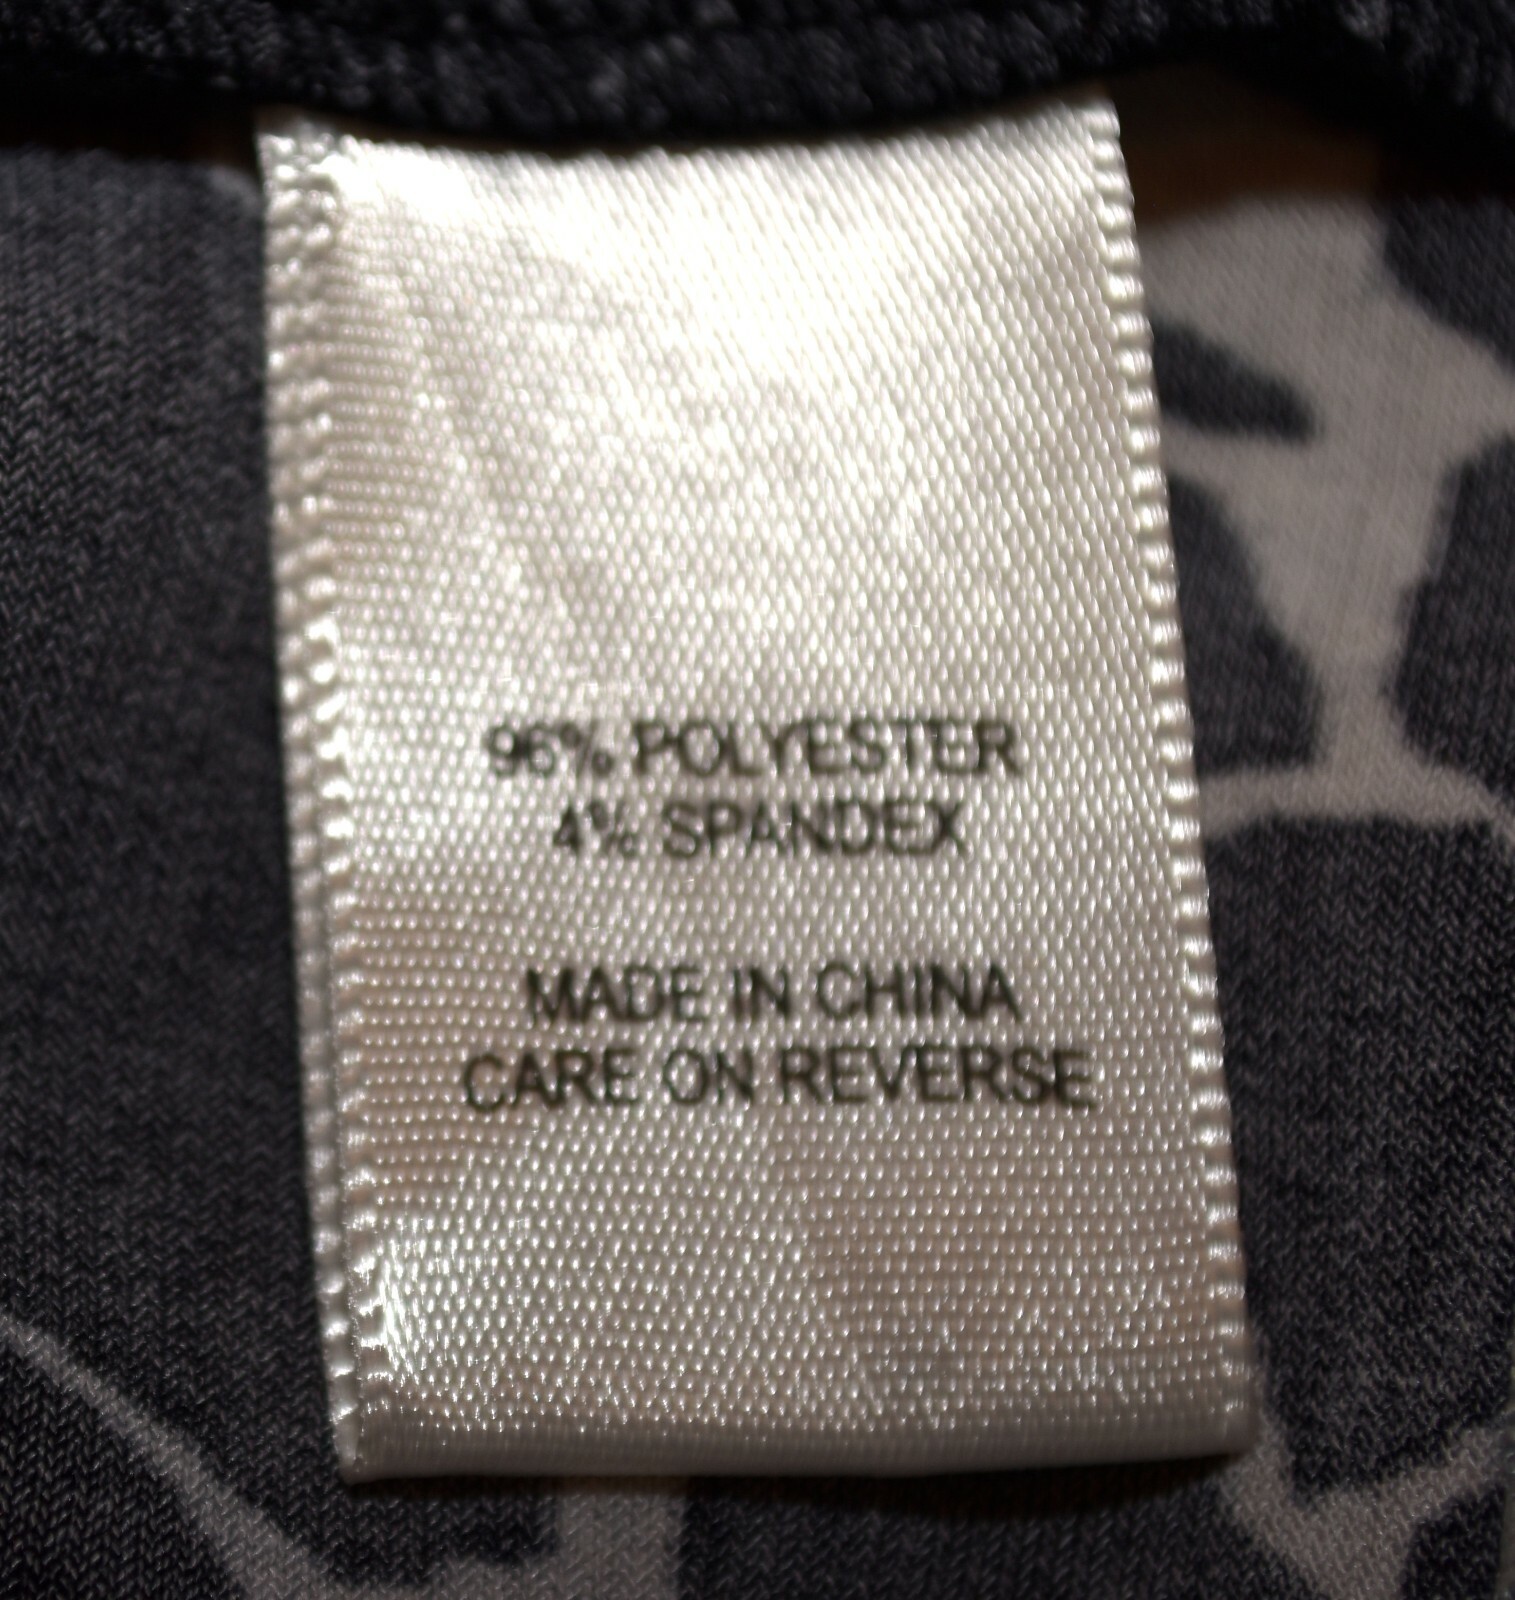 96% POLYESTER
4% SPANDEX
MADE IN CHINA
CARE ON REVERSE